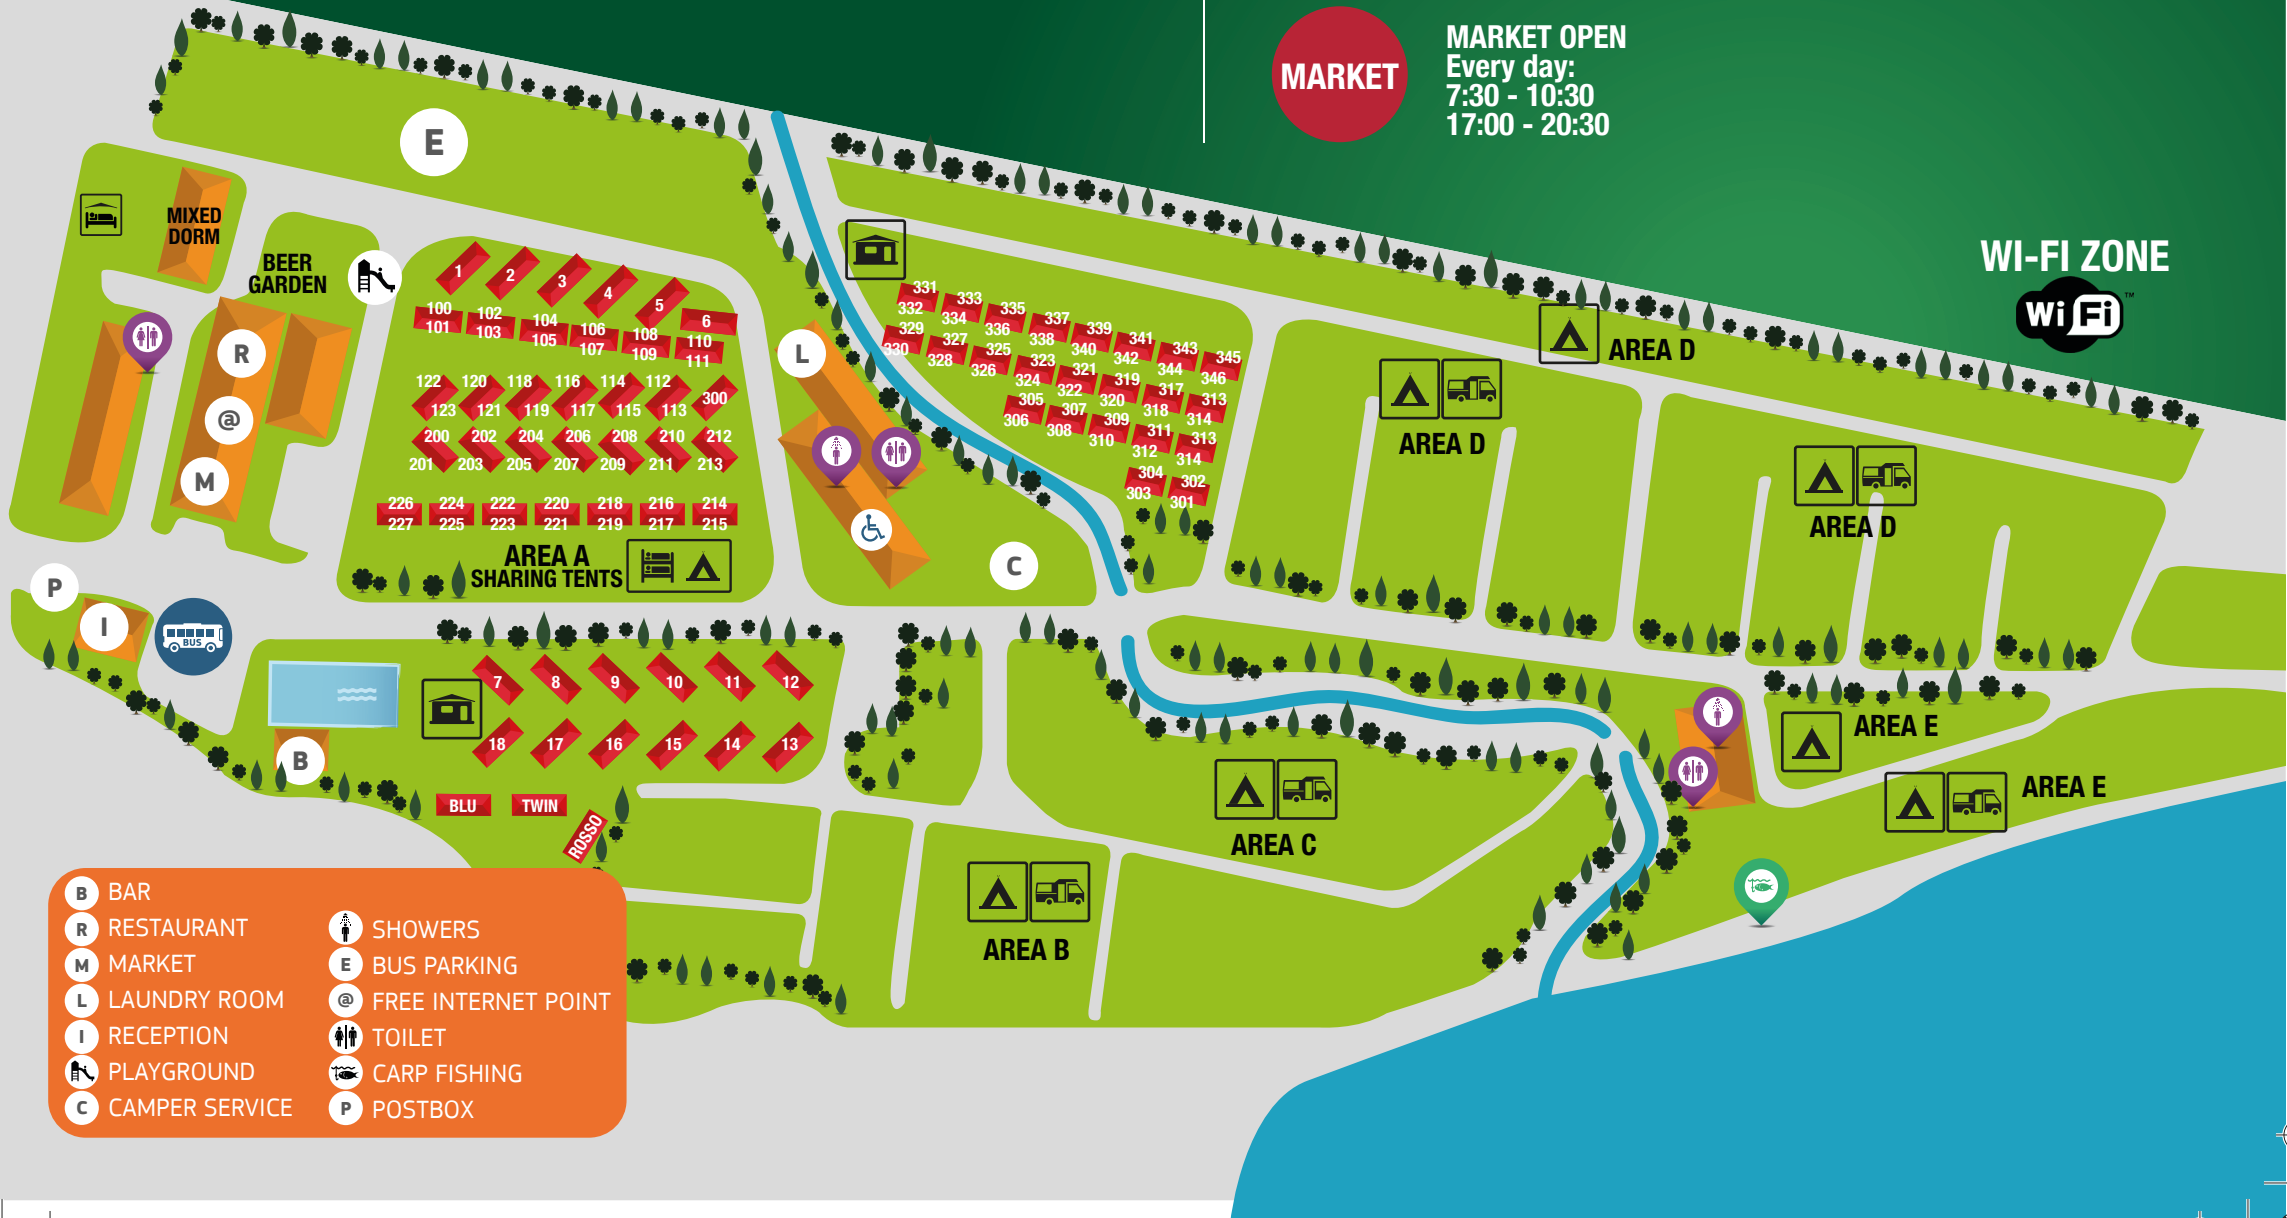 MARKET
MARKET OPEN
Every day:
7:30 - 10:30
17:00 - 20:30
WI-FI ZONE
Wi Fi
TM
E
MIXED
DORM
BEER
GARDEN
R
@
M
L
C
P
I
BUS
B
1
2
3
4
5
6
100 102 104 106 108 110
101 103 105 107 109 111
122 120 118 116 114 112 300
123 121 119 117 115 113
200 202 204 206 208 210 212
201 203 205 207 209 211 213
226 224 222 220 218 216 214
227 225 223 221 219 217 215
AREA A
SHARING TENTS
331 333 335 337 339 341 343 345
332 334 336 338 340 342 344 346
329 327 325 323 321 319 317 313
330 328 326 324 322 320 318 314
305 307 309 311 313
306 308 310 312 314
304 302
303 301
AREA D
AREA D
AREA D
7 8 9 10 11 12
18 17 16 15 14 13
BLU
TWIN
ROSSO
AREA E
AREA E
AREA C
AREA B
B BAR
R RESTAURANT
M MARKET
L LAUNDRY ROOM
I RECEPTION
PLAYGROUND
C CAMPER SERVICE
SHOWERS
E BUS PARKING
@ FREE INTERNET POINT
TOILET
CARP FISHING
P POSTBOX